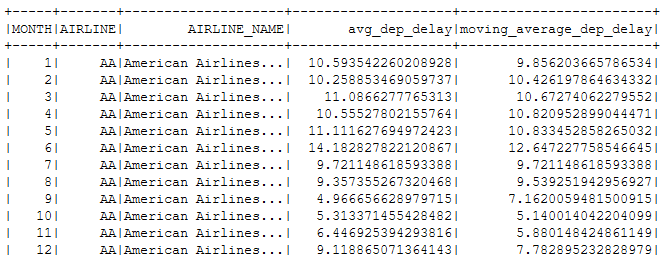 +-----+-------+--------------------+------------------+------------------------+
|MONTH|AIRLINE|        AIRLINE_NAME|     avg_dep_delay|moving_average_dep_delay|
+-----+-------+--------------------+------------------+------------------------+
|    1|     AA|American Airlines...|10.593542260208928|       9.856203665786534|
|    2|     AA|American Airlines...|10.258853469059737|      10.426197864634332|
|    3|     AA|American Airlines...|  11.0866277765313|       10.67274062279552|
|    4|     AA|American Airlines...| 10.55527802155764|      10.820952899044471|
|    5|     AA|American Airlines...|11.111627694972423|      10.833452858265032|
|    6|     AA|American Airlines...|14.182827822120867|      12.647227758546645|
|    7|     AA|American Airlines...| 9.721148618593388|       9.721148618593388|
|    8|     AA|American Airlines...| 9.357355267320468|       9.539251942956927|
|    9|     AA|American Airlines...| 4.966656628979715|      7.1620059481500915|
|   10|     AA|American Airlines...| 5.313371455428482|       5.140014042204099|
|   11|     AA|American Airlines...| 6.446925394293816|       5.880148424861149|
|   12|     AA|American Airlines...| 9.118865071364143|       7.782895232828979|